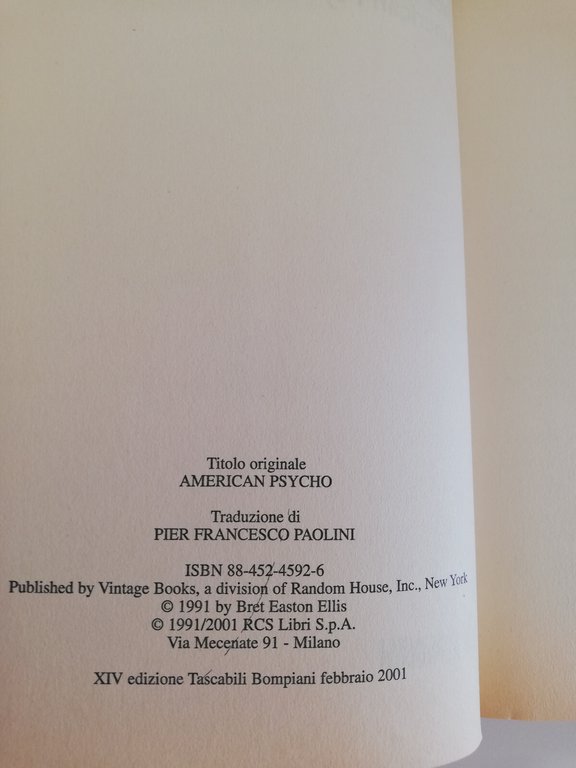 Titolo originale
AMERICAN PSYCHO
Traduzione di
PIER FRANCESCO PAOLINI
ISBN 88-452-4592-6
Published by Vintage Books, a division of Random House, Inc., New York
© 1991 by Bret Easton Ellis
© 1991/2001 RCS Libri S.p.A.
Via Mecenate 91 - Milano
XIV edizione Tascabili Bompiani febbraio 2001